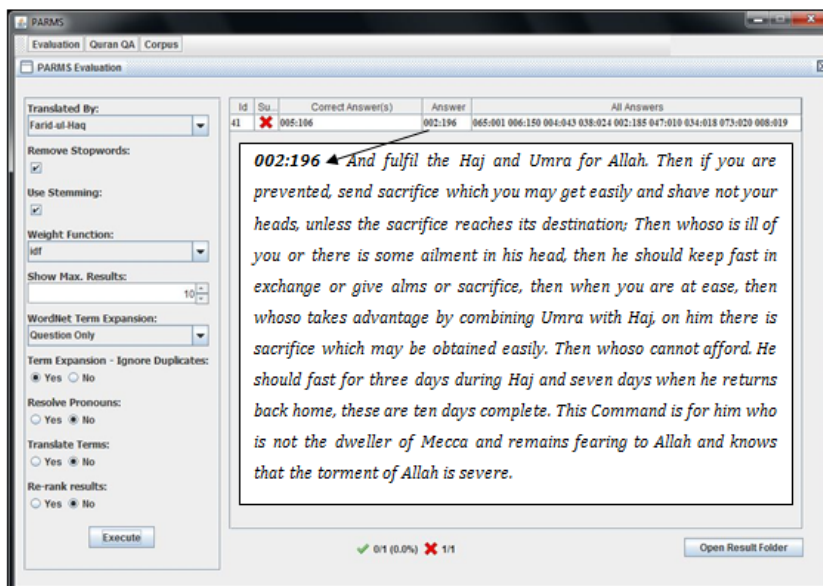 PARMS
Evaluation Quran QA Corpus
PARMS Evaluation
Translated By:
Farid-ul-Haq
Remove Stopwords:
Use Stemming:
Weight Function:
idf
Show Max. Results:
10
WordNet Term Expansion:
Question Only
Term Expansion - Ignore Duplicates:
Yes No
Resolve Pronouns:
Yes No
Translate Terms:
Yes No
Re-rank results:
Yes No
Execute
Id Su... Correct Answer(s) Answer All Answers
41 005:106 002:196 065:001 006:150 004:043 038:024 002:185 047:010 034:018 073:020 008:019
002:196 And fulfil the Haj and Umra for Allah. Then if you are
prevented, send sacrifice which you may get easily and shave not your
heads, unless the sacrifice reaches its destination; Then whoso is ill of
you or there is some ailment in his head, then he should keep fast in
exchange or give alms or sacrifice, then when you are at ease, then
whoso takes advantage by combining Umra with Haj, on him there is
sacrifice which may be obtained easily. Then whoso cannot afford. He
should fast for three days during Haj and seven days when he returns
back home, these are ten days complete. This Command is for him who
is not the dweller of Mecca and remains fearing to Allah and knows
that the torment of Allah is severe.
0/1 (0.0%) 1/1
Open Result Folder